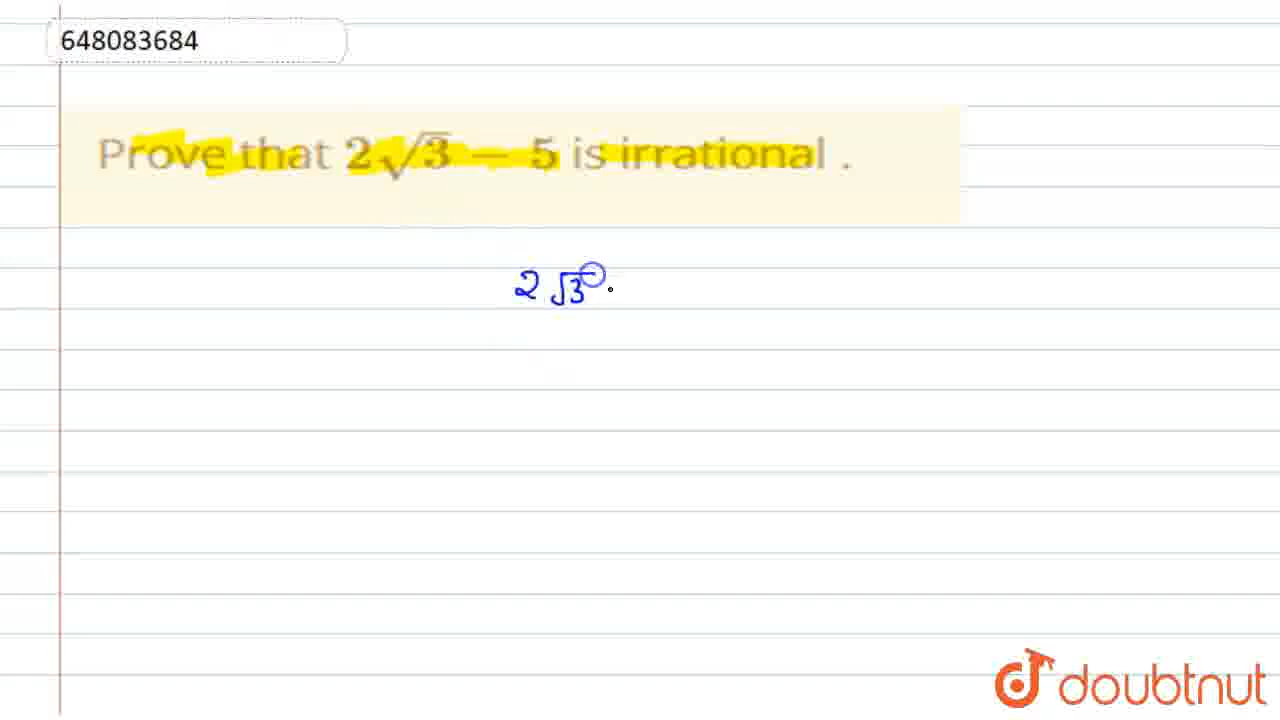 648083684
Prove that 2√3 − 5 is irrational .
2 √3
doubtnut